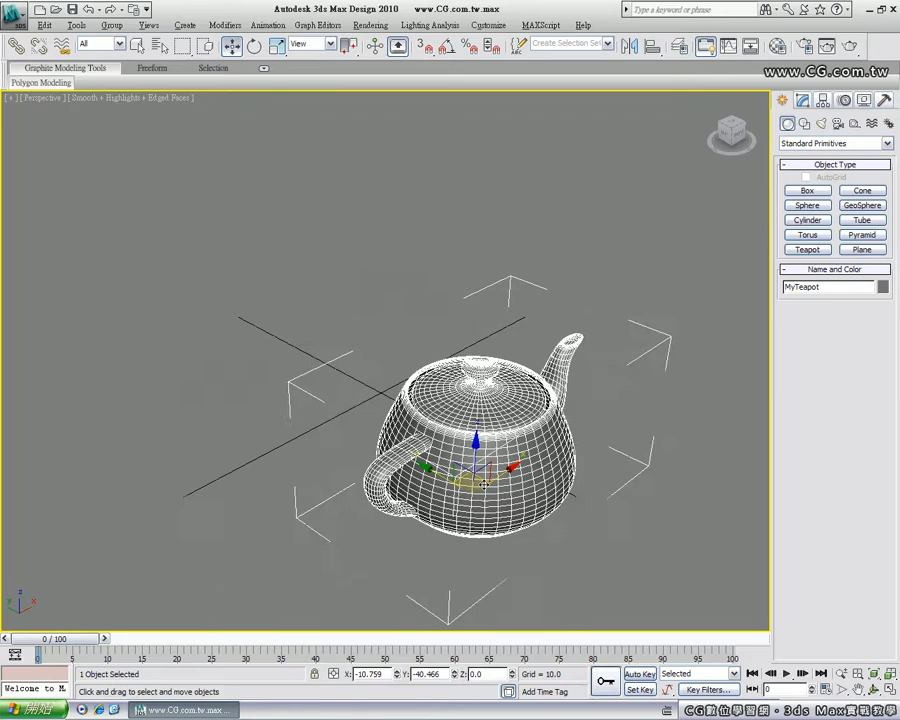 Autodesk 3ds Max Design 2010 www.CG.com.tw.max
Type a keyword or phrase
Edit Tools Group Views Create Modifiers Animation Graph Editors Rendering Lighting Analysis Customize MAXScript Help
All
View
Create Selection Se
Graphite Modeling Tools Freeform Selection
www.CG.com.tw
Polygon Modeling
[ + ] [ Perspective ] [ Smooth + Highlights + Edged Faces ]
Standard Primitives
Object Type
AutoGrid
Box Cone
Sphere GeoSphere
Cylinder Tube
Torus Pyramid
Teapot Plane
Name and Color
MyTeapot
0 / 100
0 5 10 15 20 25 30 35 40 45 50 55 60 65 70 75 80 85 90 95 100
1 Object Selected X: -10.759 Y: -40.466 Z: 0.0 Grid = 10.0 Auto Key Selected
Welcome to M Click and drag to select and move objects Add Time Tag Set Key Key Filters... 0
開始 www.CG.com.tw.max ... CG數位學習網・3ds Max實戰教學